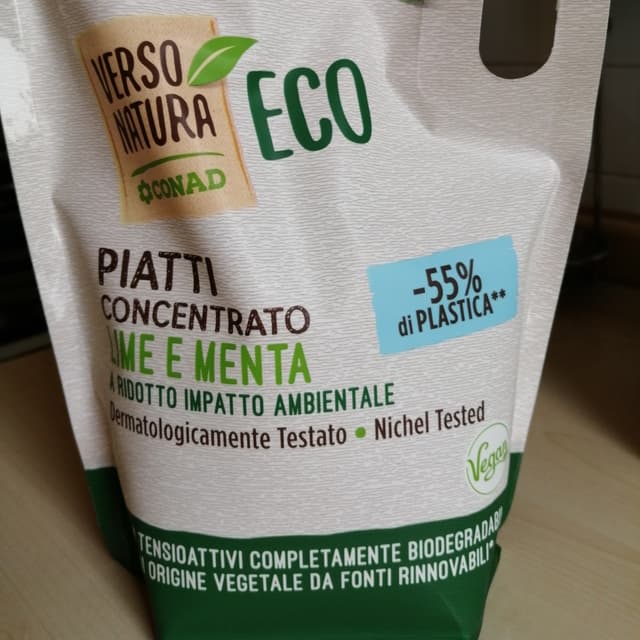 VERSO
NATURA
CONAD
ECO
PIATTI
CONCENTRATO
LIME E MENTA
A RIDOTTO IMPATTO AMBIENTALE
Dermatologicamente Testato • Nichel Tested
-55%
di PLASTICA**
Vegan
TENSIOATTIVI COMPLETAMENTE BIODEGRADABILI
ORIGINE VEGETALE DA FONTI RINNOVABILI*